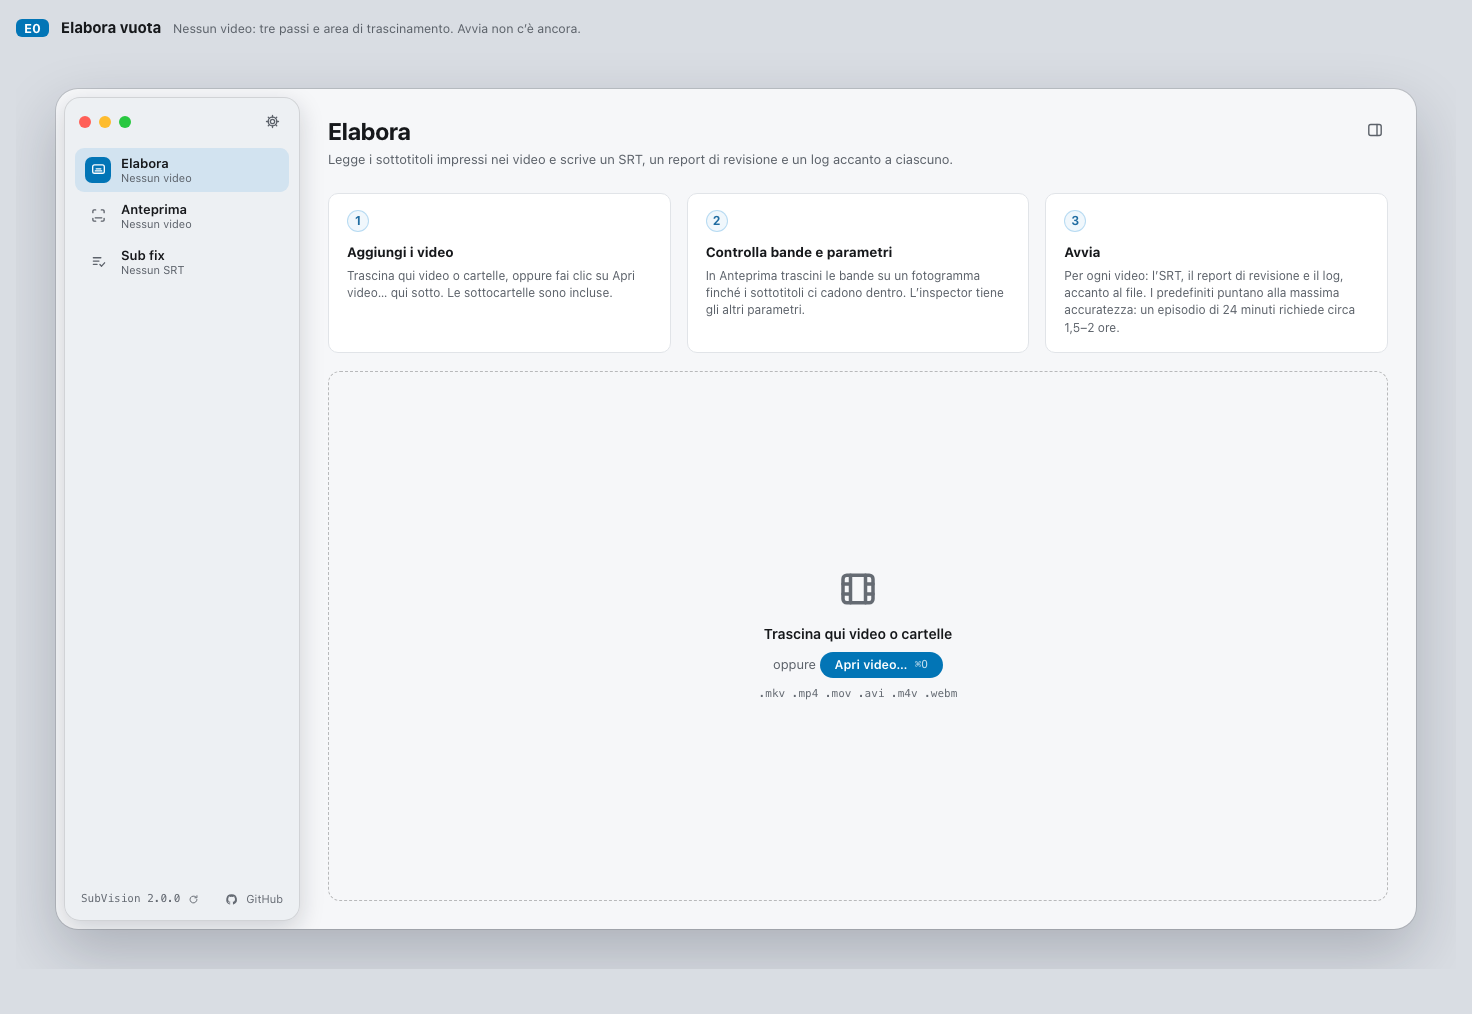 E0 Elabora vuota Nessun video: tre passi e area di trascinamento. Avvia non c'è ancora.
Elabora
Nessun video
Anteprima
Nessun video
Sub fix
Nessun SRT
SubVision 2.0.0 GitHub
Elabora
Legge i sottotitoli impressi nei video e scrive un SRT, un report di revisione e un log accanto a ciascuno.
1
Aggiungi i video
Trascina qui video o cartelle, oppure fai clic su Apri
video… qui sotto. Le sottocartelle sono incluse.
2
Controlla bande e parametri
In Anteprima trascini le bande su un fotogramma
finché i sottotitoli ci cadono dentro. L'inspector tiene
gli altri parametri.
3
Avvia
Per ogni video: l'SRT, il report di revisione e il log,
accanto al file. I predefiniti puntano alla massima
accuratezza: un episodio di 24 minuti richiede circa
1,5–2 ore.
Trascina qui video o cartelle
oppure Apri video… ⌘O
.mkv .mp4 .mov .avi .m4v .webm